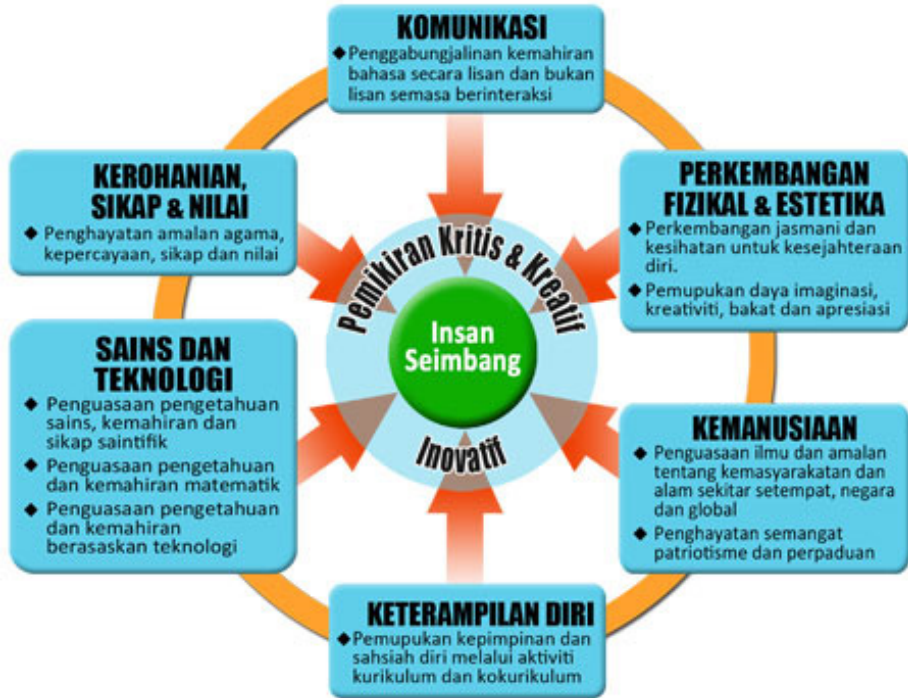 KOMUNIKASI
◆ Penggabungjalinan kemahiran
bahasa secara lisan dan bukan
lisan semasa berinteraksi
KEROHANIAN,
SIKAP & NILAI
◆ Penghayatan amalan agama,
kepercayaan, sikap dan nilai
PERKEMBANGAN
FIZIKAL & ESTETIKA
◆ Perkembangan jasmani dan
kesihatan untuk kesejahteraan
diri.
◆ Pemupukan daya imaginasi,
kreativiti, bakat dan apresiasi
Pemikiran Kritis & Kreatif
Insan
Seimbang
Inovatif
SAINS DAN
TEKNOLOGI
◆ Penguasaan pengetahuan
sains, kemahiran dan
sikap saintifik
◆ Penguasaan pengetahuan
dan kemahiran matematik
◆ Penguasaan pengetahuan
dan kemahiran
berasaskan teknologi
KEMANUSIAAN
◆ Penguasaan ilmu dan amalan
tentang kemasyarakatan dan
alam sekitar setempat, negara
dan global
◆ Penghayatan semangat
patriotisme dan perpaduan
KETERAMPILAN DIRI
◆ Pemupukan kepimpinan dan
sahsiah diri melalui aktiviti
kurikulum dan kokurikulum